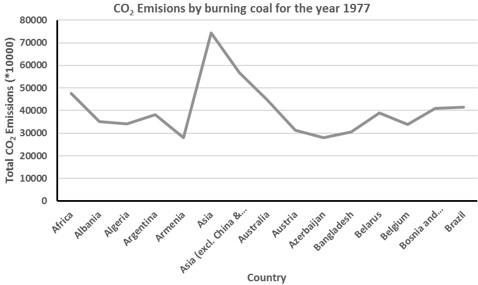 CO₂ Emisions by burning coal for the year 1977
Total CO₂ Emissions (*10000)
80000
70000
60000
50000
40000
30000
20000
10000
0
Africa
Albania
Algeria
Argentina
Armenia
Asia
Asia (excl. China &...
Australia
Austria
Azerbaijan
Bangladesh
Belarus
Belgium
Bosnia and...
Brazil
Country